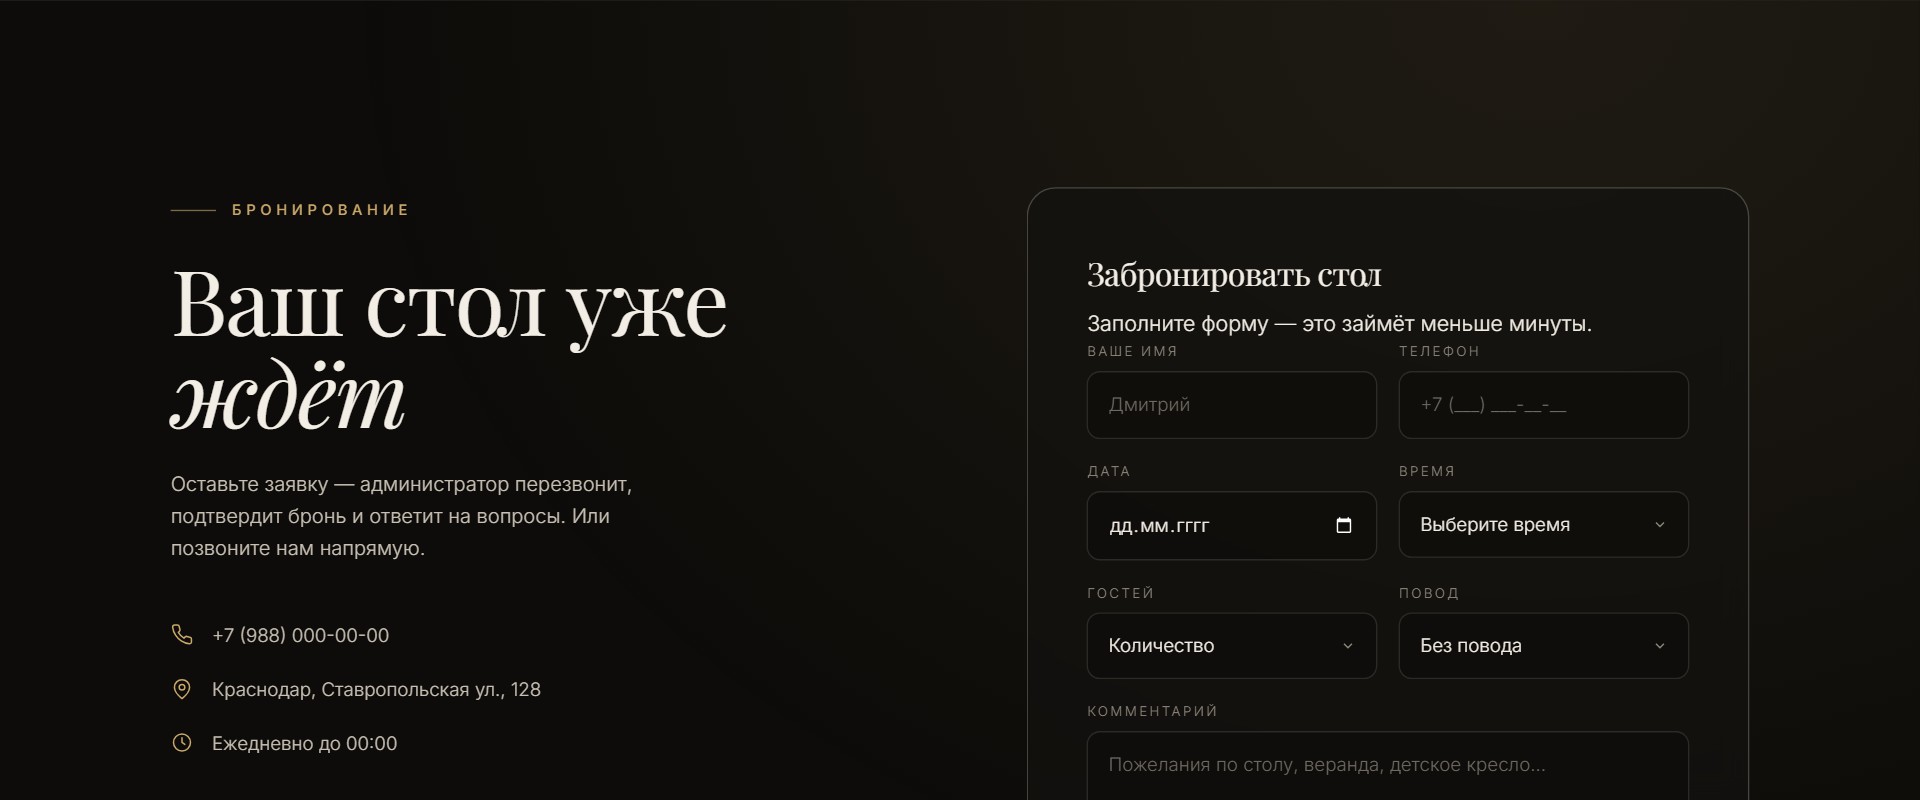 БРОНИРОВАНИЕ
Ваш стол уже
ждёт
Оставьте заявку — администратор перезвонит,
подтвердит бронь и ответит на вопросы. Или
позвоните нам напрямую.
+7 (988) 000-00-00
Краснодар, Ставропольская ул., 128
Ежедневно до 00:00
Забронировать стол
Заполните форму — это займёт меньше минуты.
ВАШЕ ИМЯ
Дмитрий
ТЕЛЕФОН
+7 (___) ___-__-__
ДАТА
дд.мм.гггг
ВРЕМЯ
Выберите время
ГОСТЕЙ
Количество
ПОВОД
Без повода
КОММЕНТАРИЙ
Пожелания по столу, веранда, детское кресло...